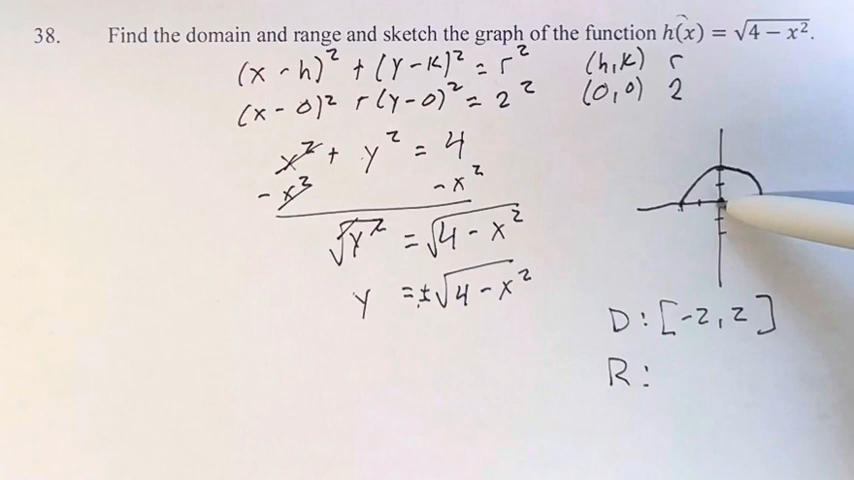 38. Find the domain and range and sketch the graph of the function h(x) = √4 − x².
(x - h)² + (y - k)² = r² (h,k) r
(x - 0)² + (y - 0)² = 2² (0,0) 2
x² + y² = 4
- x² - x²
√y² = √4 - x²
y = ±√4 - x²
D: [-2, 2]
R: